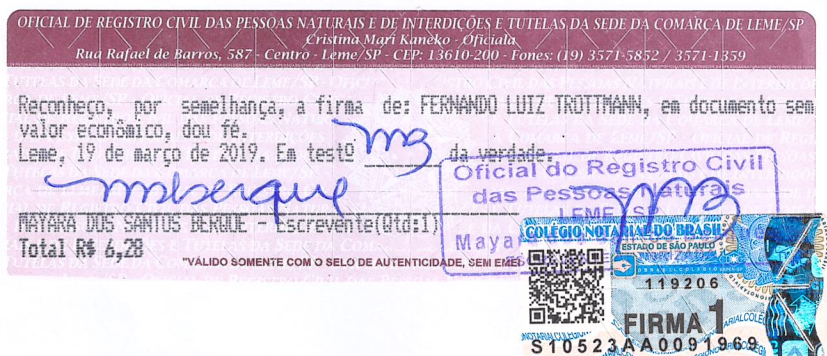 OFICIAL DE REGISTRO CIVIL DAS PESSOAS NATURAIS E DE INTERDIÇÕES E TUTELAS DA SEDE DA COMARCA DE LEME/SP
Cristina Mari Kaneko - Oficiala
Rua Rafael de Barros, 587 - Centro - Leme/SP - CEP: 13610-200 - Fones: (19) 3571-5852 / 3571-1359
Reconheço, por semelhança, a firma de: FERNANDO LUIZ TROTTMANN, em documento sem
valor econômico, dou fé.
Leme, 19 de março de 2019. Em testº da verdade.
MAYARA DOS SANTOS BERQUE - Escrevente(Qtd:1)
Total R$ 6,28
"VÁLIDO SOMENTE COM O SELO DE AUTENTICIDADE, SEM
Oficial do Registro Civil
das Pessoas Naturais
LEME - SP
COLÉGIO NOTARIAL DO BRASIL
ESTADO DE SÃO PAULO
119206
FIRMA 1
S10523AA0091969